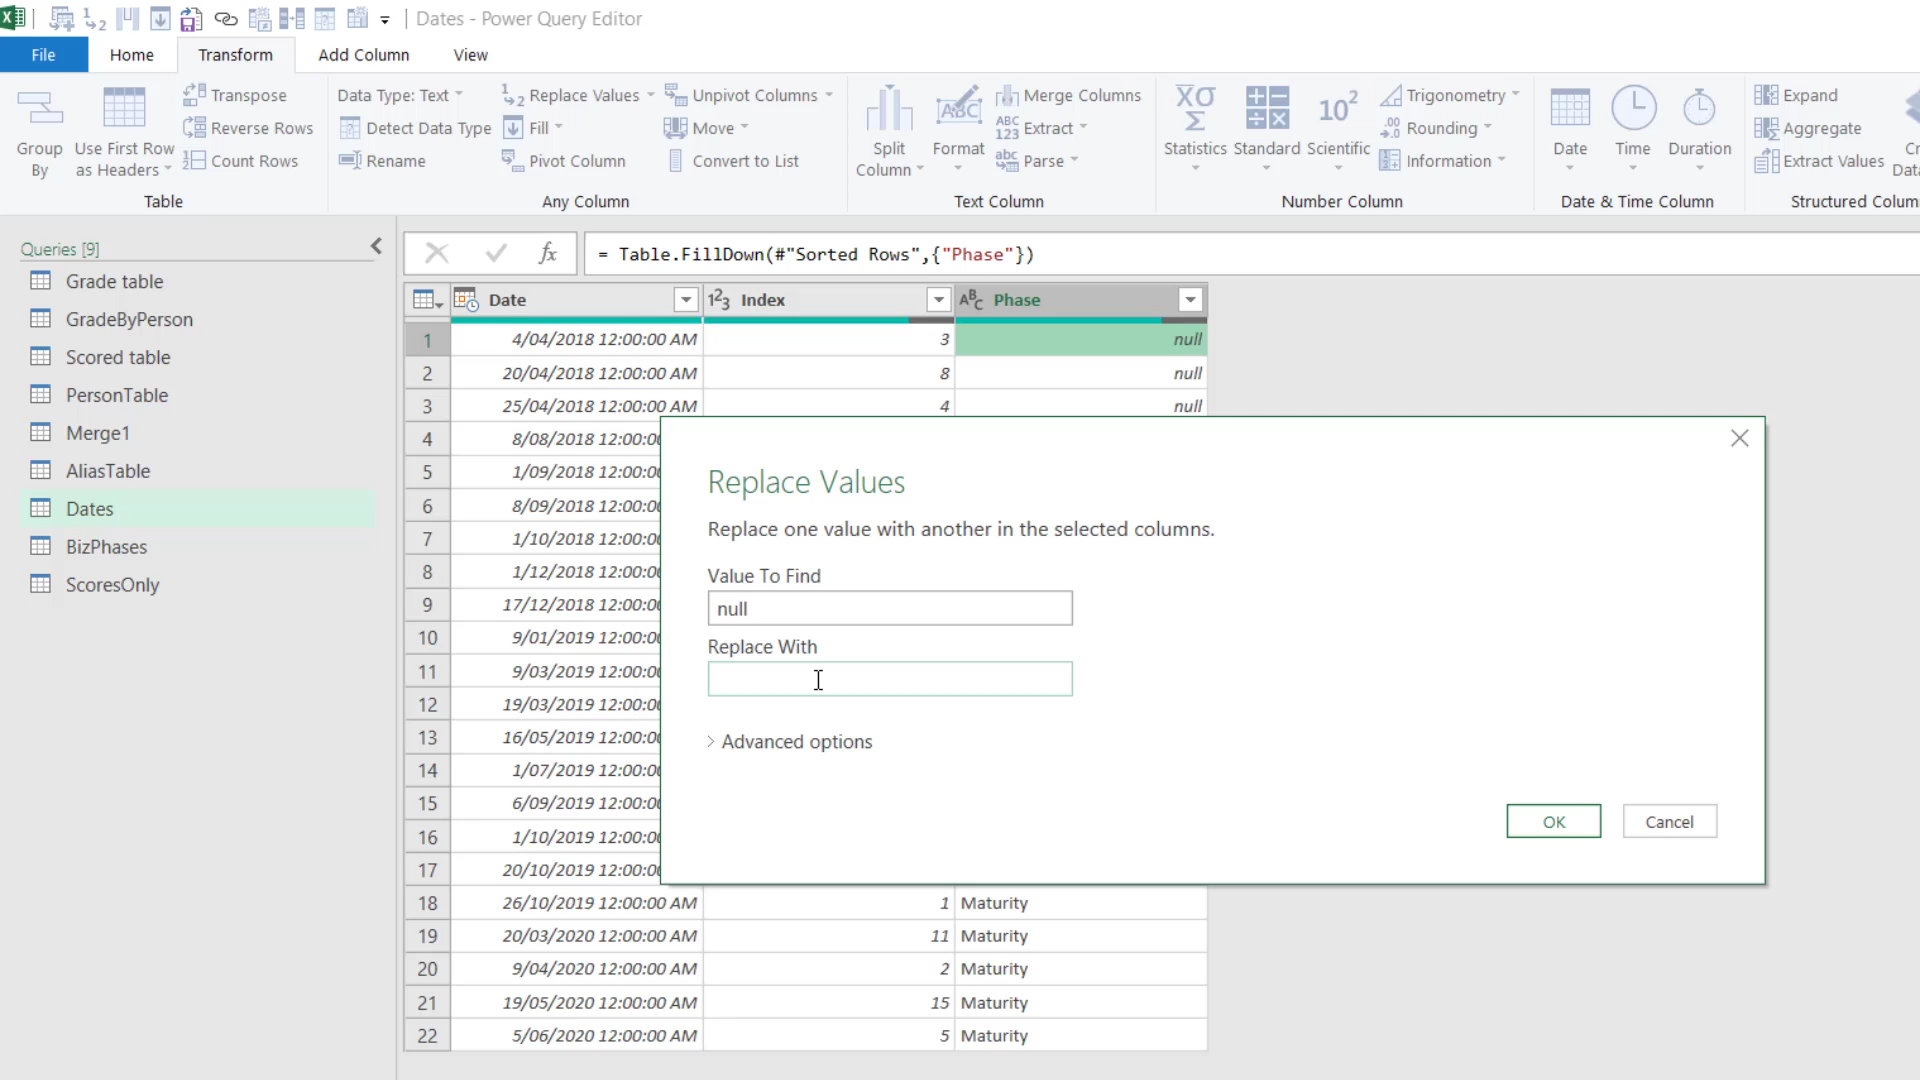 Dates - Power Query Editor
File
Home
Transform
Add Column
View
Group By
Use First Row as Headers
Transpose
Reverse Rows
Count Rows
Table
Data Type: Text
Detect Data Type
Rename
Replace Values
Fill
Pivot Column
Unpivot Columns
Move
Convert to List
Any Column
Split Column
Format
Merge Columns
Extract
Parse
Text Column
Statistics
Standard
Scientific
Trigonometry
Rounding
Information
Number Column
Date
Time
Duration
Date & Time Column
Expand
Aggregate
Extract Values
Structured
Queries [9]
Grade table
GradeByPerson
Scored table
PersonTable
Merge1
AliasTable
Dates
BizPhases
ScoresOnly
fx = Table.FillDown(#"Sorted Rows",{"Phase"})
Date 123 Index ABC Phase
1 4/04/2018 12:00:00 AM 3 null
2 20/04/2018 12:00:00 AM 8 null
3 25/04/2018 12:00:00 AM 4 null
4 8/08/2018 12:00:0
5 1/09/2018 12:00:0
6 8/09/2018 12:00:0
7 1/10/2018 12:00:0
8 1/12/2018 12:00:0
9 17/12/2018 12:00:0
10 9/01/2019 12:00:0
11 9/03/2019 12:00:0
12 19/03/2019 12:00:0
13 16/05/2019 12:00:0
14 1/07/2019 12:00:0
15 6/09/2019 12:00:0
16 1/10/2019 12:00:0
17 20/10/2019 12:00:0
18 26/10/2019 12:00:00 AM 1 Maturity
19 20/03/2020 12:00:00 AM 11 Maturity
20 9/04/2020 12:00:00 AM 2 Maturity
21 19/05/2020 12:00:00 AM 15 Maturity
22 5/06/2020 12:00:00 AM 5 Maturity
Replace Values
Replace one value with another in the selected columns.
Value To Find
null
Replace With
Advanced options
OK
Cancel